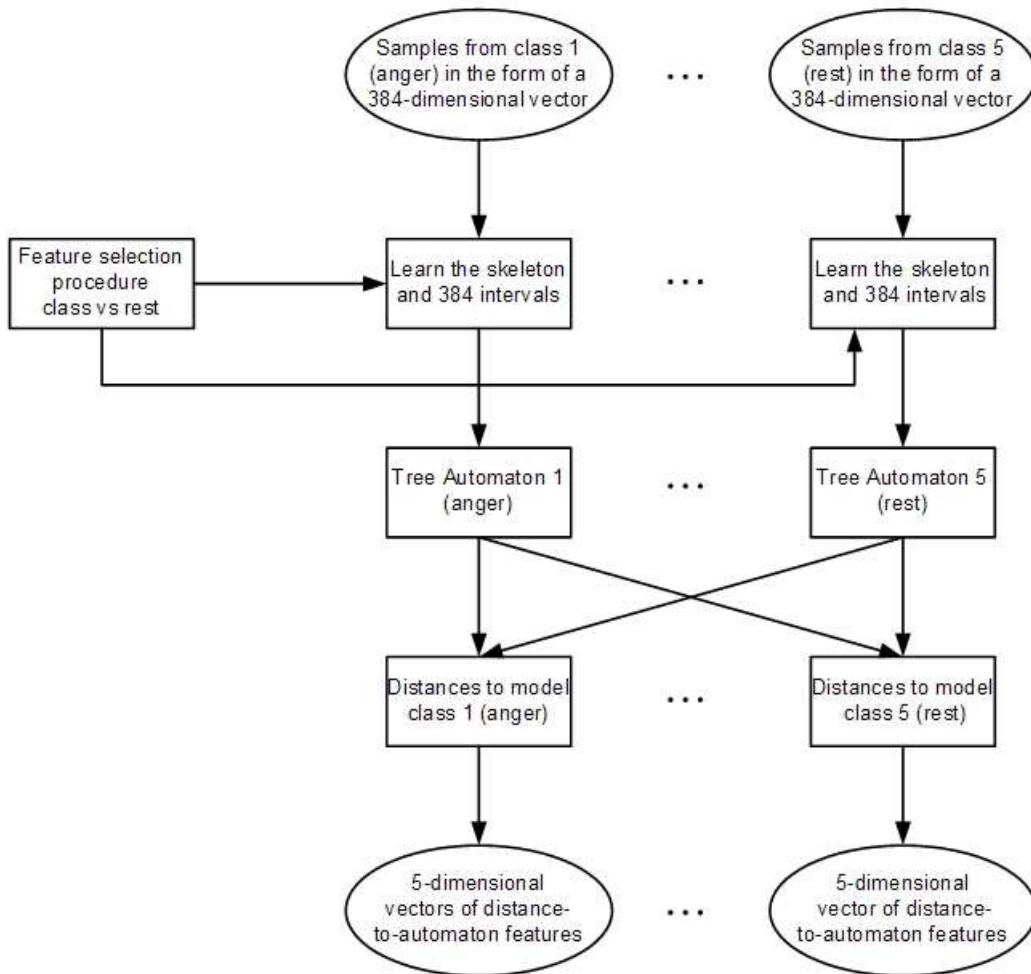 Samples from class 1
(anger) in the form of a
384-dimensional vector
...
Samples from class 5
(rest) in the form of a
384-dimensional vector
Feature selection
procedure
class vs rest
Learn the skeleton
and 384 intervals
...
Learn the skeleton
and 384 intervals
Tree Automaton 1
(anger)
...
Tree Automaton 5
(rest)
Distances to model
class 1 (anger)
...
Distances to model
class 5 (rest)
5-dimensional
vectors of distance-
to-automaton features
...
5-dimensional
vector of distance-
to-automaton features